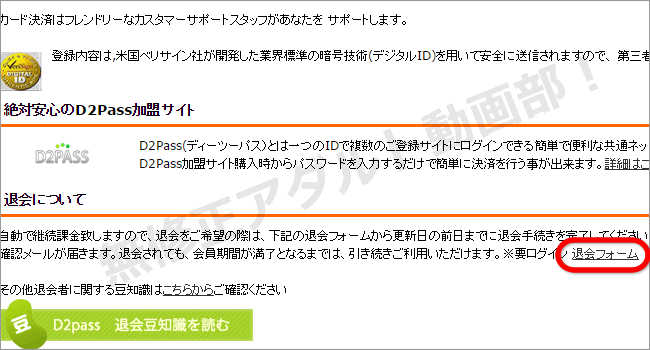 カード決済はフレンドリーなカスタマーサポートスタッフがあなたを サポートします。
VeriSign
DIGITAL
ID
登録内容は,米国ベリサイン社が開発した業界標準の暗号技術(デジタルID)を用いて安全に送信されますので、第三者
絶対安心のD2Pass加盟サイト
D2PASS
D2Pass(ディーツーパス)とは一つのIDで複数のご登録サイトにログインできる簡単で便利な共通ネッ
D2Pass加盟サイト購入時からパスワードを入力するだけで簡単に決済を行う事が出来ます。詳細はこ
退会について
自動で継続課金致しますので、退会をご希望の際は、下記の退会フォームから更新日の前日までに退会手続きを完了してください
確認メールが届きます。退会されても、会員期間が満了となるまでは、引き続きご利用いただけます。※要ログイン 退会フォーム
その他退会者に関する豆知識はこちらからご確認ください
豆 D2pass 退会豆知識を読む
無修正アダルト動画部!